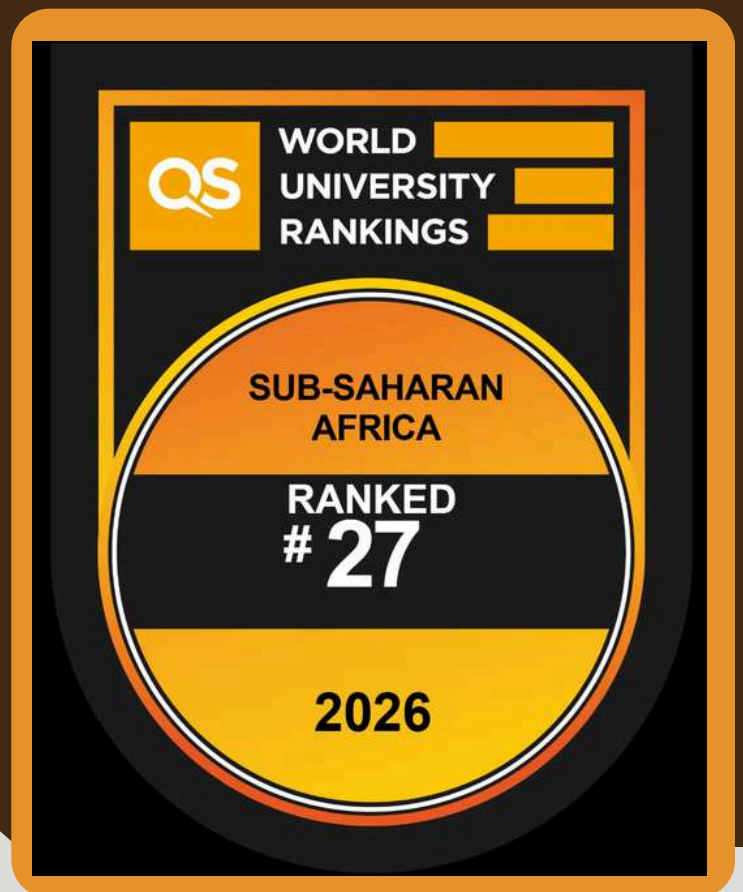 QS
WORLD
UNIVERSITY
RANKINGS
SUB-SAHARAN
AFRICA
RANKED
#27
2026